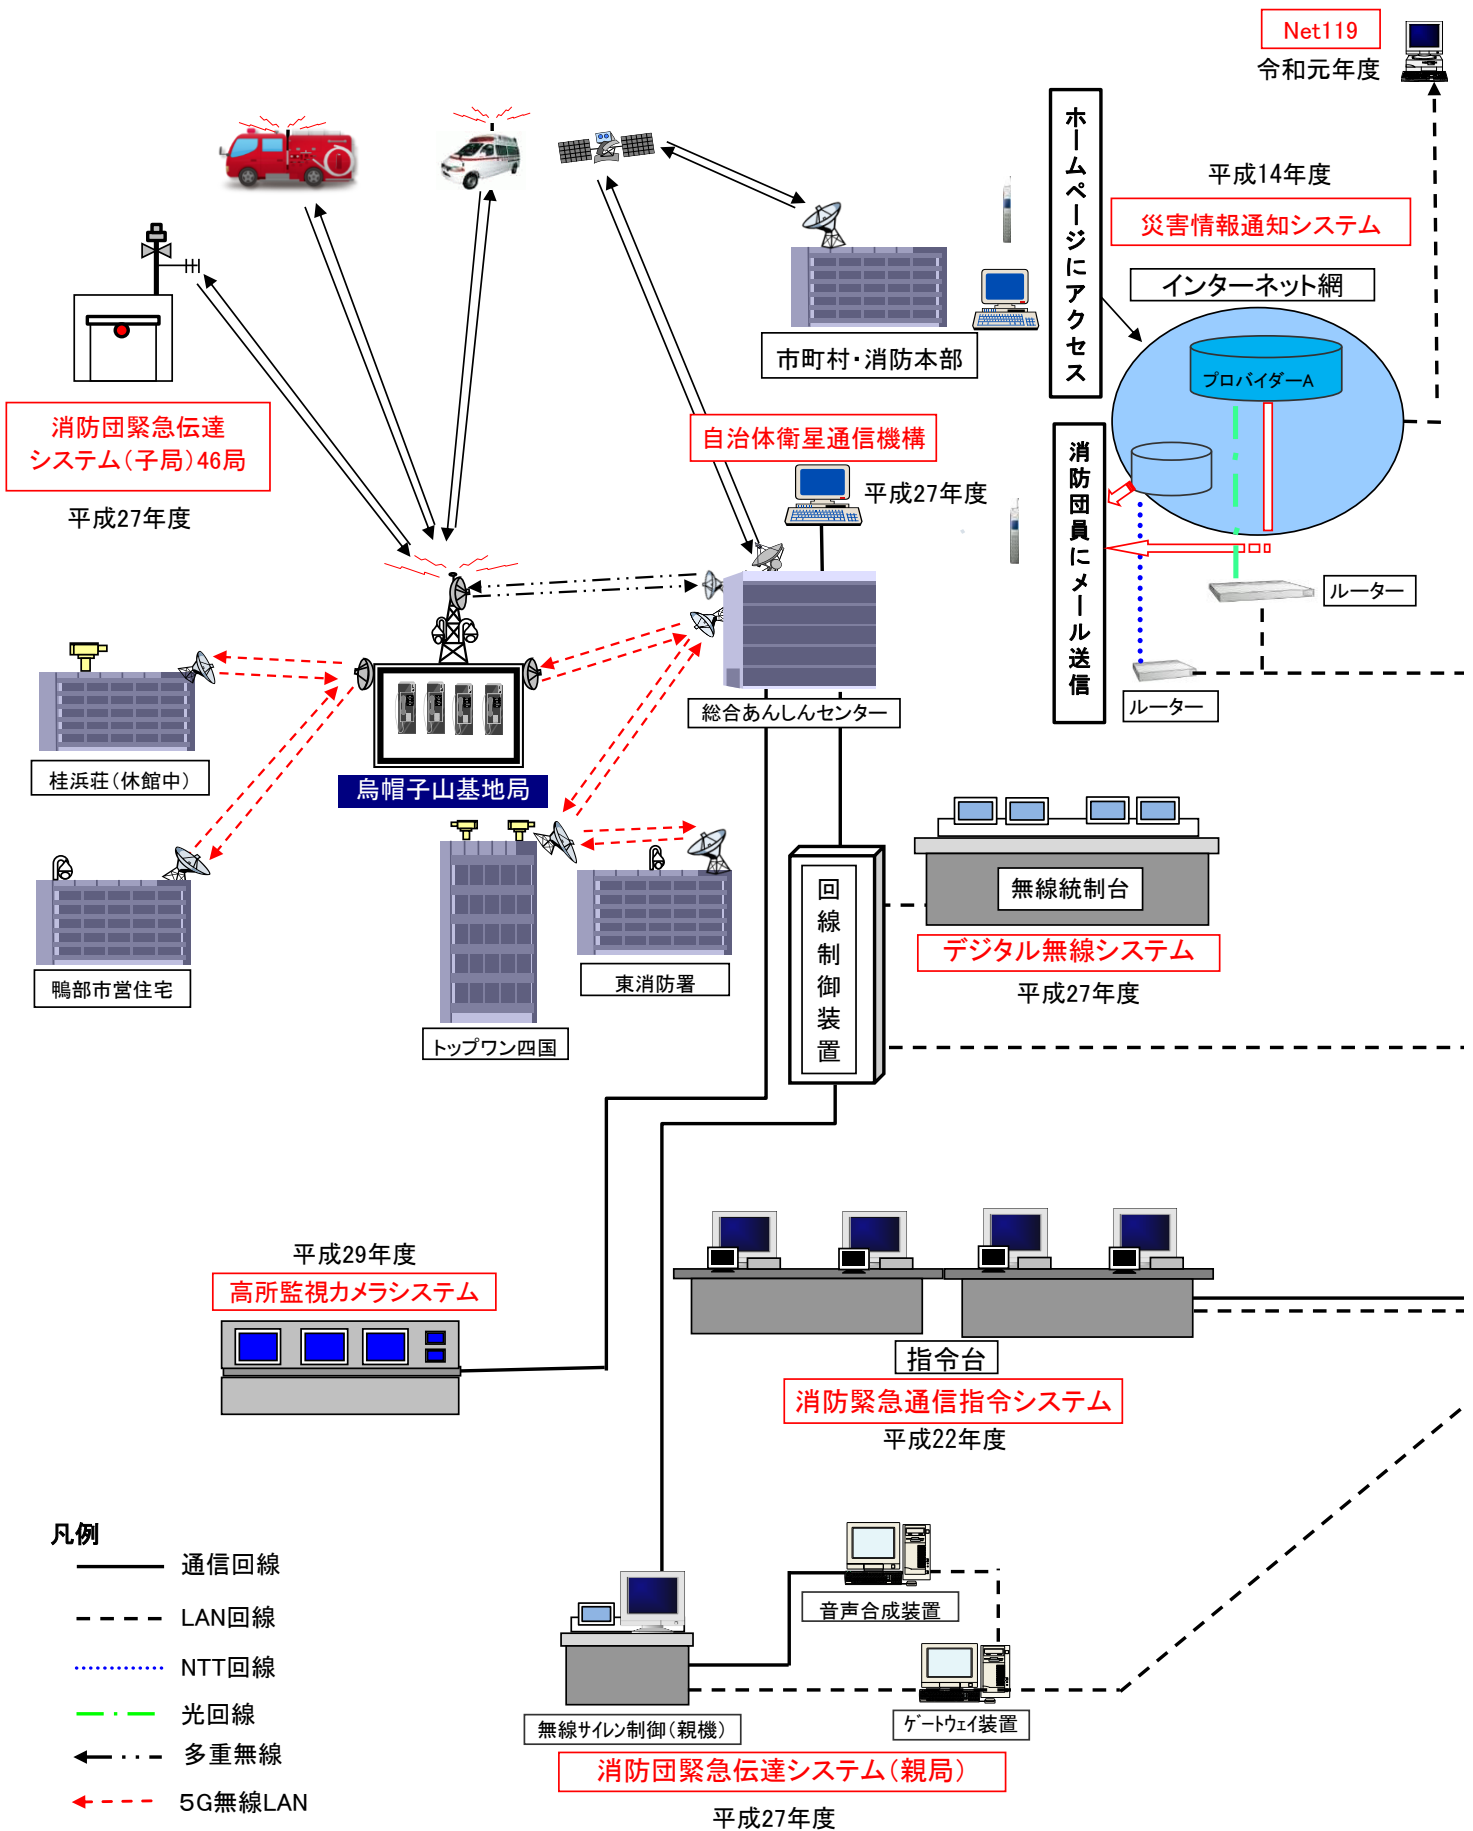 Net119
令和元年度
ホームページにアクセス
平成14年度
災害情報通知システム
インターネット網
プロバイダーA
市町村・消防本部
消防団緊急伝達
システム(子局)46局
平成27年度
自治体衛星通信機構
平成27年度
消防団員にメール送信
ルーター
ルーター
総合あんしんセンター
桂浜荘(休館中)
烏帽子山基地局
無線統制台
デジタル無線システム
平成27年度
回線制御装置
鴨部市営住宅
東消防署
トップワン四国
平成29年度
高所監視カメラシステム
指令台
消防緊急通信指令システム
平成22年度
凡例
通信回線
LAN回線
NTT回線
光回線
多重無線
5G無線LAN
音声合成装置
無線サイレン制御(親機)
ゲートウェイ装置
消防団緊急伝達システム(親局)
平成27年度